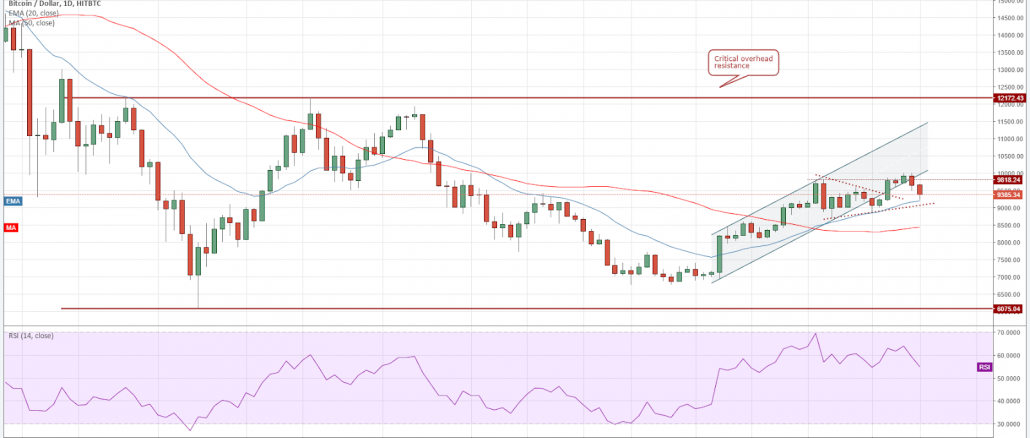 Bitcoin / Dollar, 1D, HITBTC
EMA (20, close)
MA (50, close)
Critical overhead
resistance
15000.00
14500.00
14000.00
13500.00
13000.00
12500.00
12172.43
11500.00
11000.00
10500.00
10000.00
9818.24
9385.34
9000.00
8500.00
8000.00
7500.00
7000.00
6500.00
6075.04
EMA
MA
RSI (14, close)
70.0000
60.0000
RSI
50.0000
40.0000
30.0000